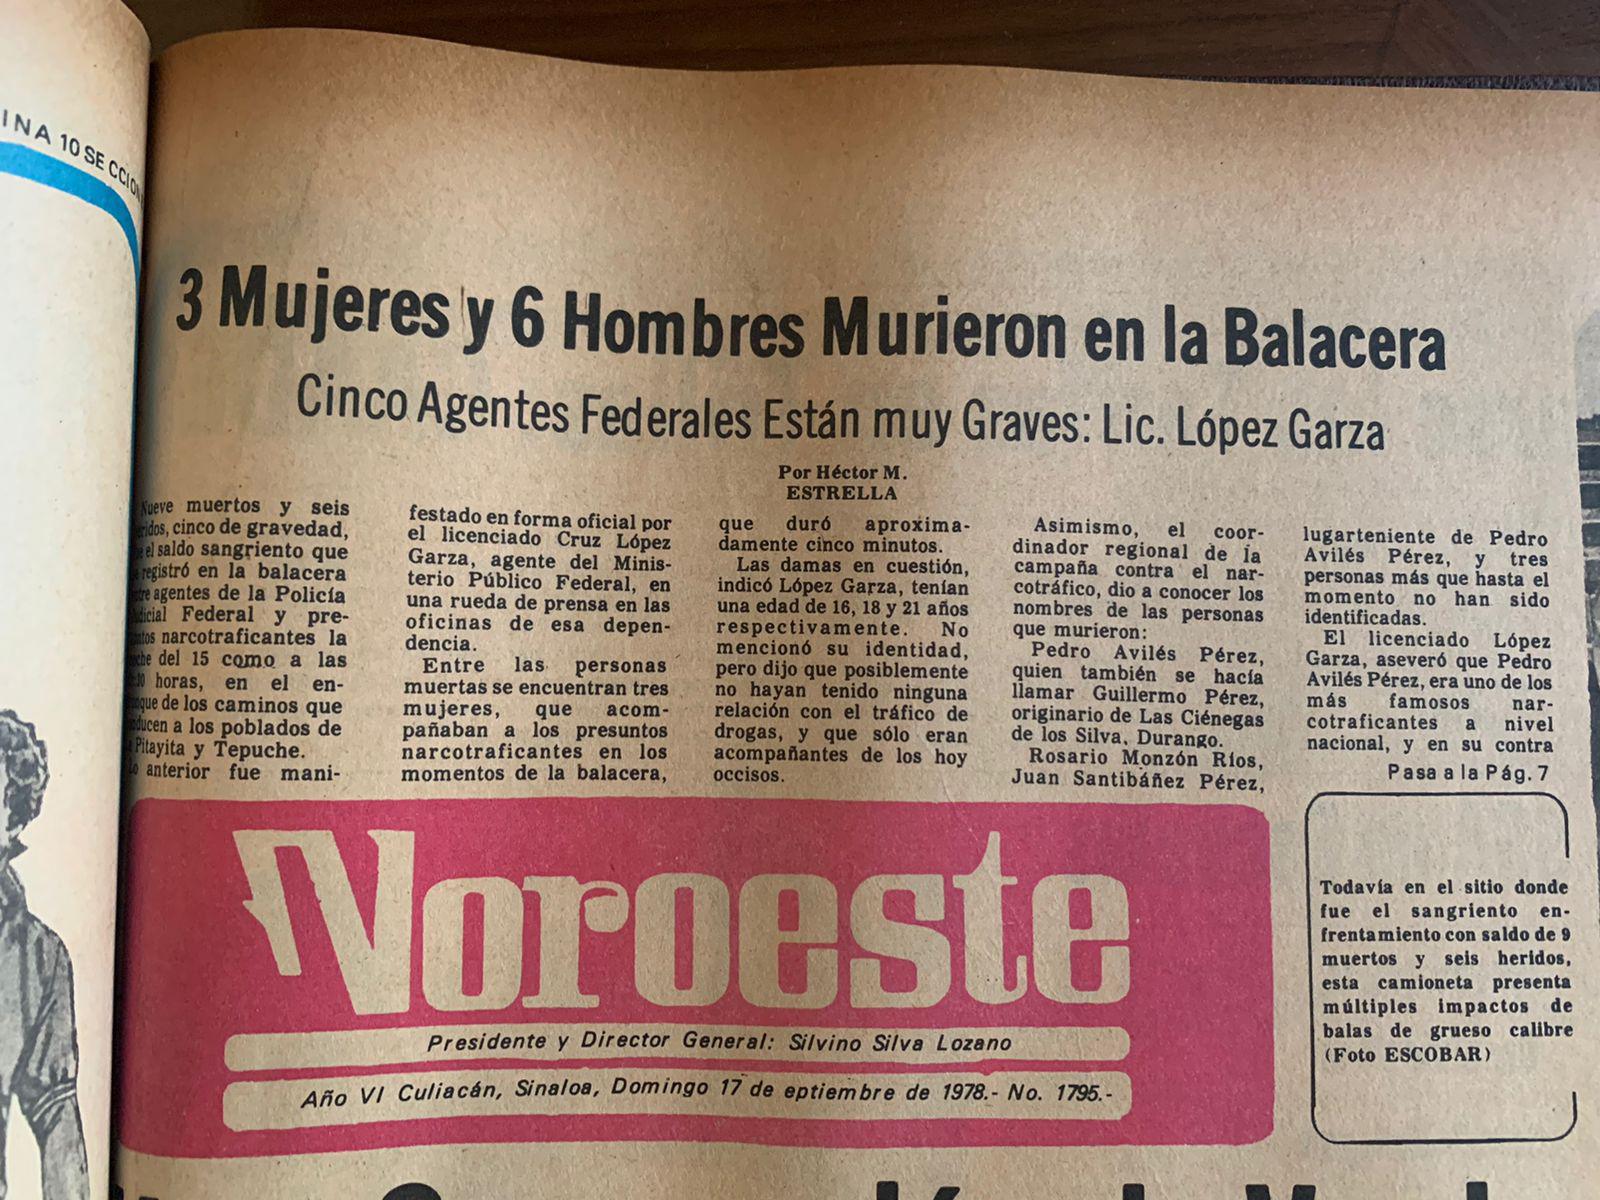 INA 10 SECCION
3 Mujeres y 6 Hombres Murieron en la Balacera
Cinco Agentes Federales Están muy Graves: Lic. López Garza
Por Héctor M.
ESTRELLA
Nueve muertos y seis
ridos, cinco de gravedad,
el saldo sangriento que
registró en la balacera
agentes de la Policía
dicial Federal y pre-
ntos narcotraficantes la
che del 15 como a las
horas, en el en-
que de los caminos que
ducen a los poblados de
Pitayita y Tepuche.
anterior fue mani-
festado en forma oficial por
el licenciado Cruz López
Garza, agente del Minis-
terio Público Federal, en
una rueda de prensa en las
oficinas de esa depen-
dencia.
Entre las personas
muertas se encuentran tres
mujeres, que acom-
pañaban a los presuntos
narcotraficantes en los
momentos de la balacera,
que duró aproxima-
damente cinco minutos.
Las damas en cuestión,
indicó López Garza, tenían
una edad de 16, 18 y 21 años
respectivamente. No
mencionó su identidad,
pero dijo que posiblemente
no hayan tenido ninguna
relación con el tráfico de
drogas, y que sólo eran
acompañantes de los hoy
occisos.
Asimismo, el coor-
dinador regional de la
campaña contra el nar-
cotráfico, dio a conocer los
nombres de las personas
que murieron:
Pedro Avilés Pérez,
quien también se hacía
llamar Guillermo Pérez,
originario de Las Ciénegas
de los Silva, Durango.
Rosario Monzón Ríos,
Juan Santibáñez Pérez,
lugarteniente de Pedro
Avilés Pérez, y tres
personas más que hasta el
momento no han sido
identificadas.
El licenciado López
Garza, aseveró que Pedro
Avilés Pérez, era uno de los
más famosos nar-
cotraficantes a nivel
nacional, y en su contra
Pasa a la Pág. 7
Noroeste
Presidente y Director General: Silvino Silva Lozano
Año VI Culiacán, Sinaloa, Domingo 17 de eptiembre de 1978.- No. 1795.-
Todavía en el sitio donde
fue el sangriento en-
frentamiento con saldo de 9
muertos y seis heridos,
esta camioneta presenta
múltiples impactos de
balas de grueso calibre
(Foto ESCOBAR)